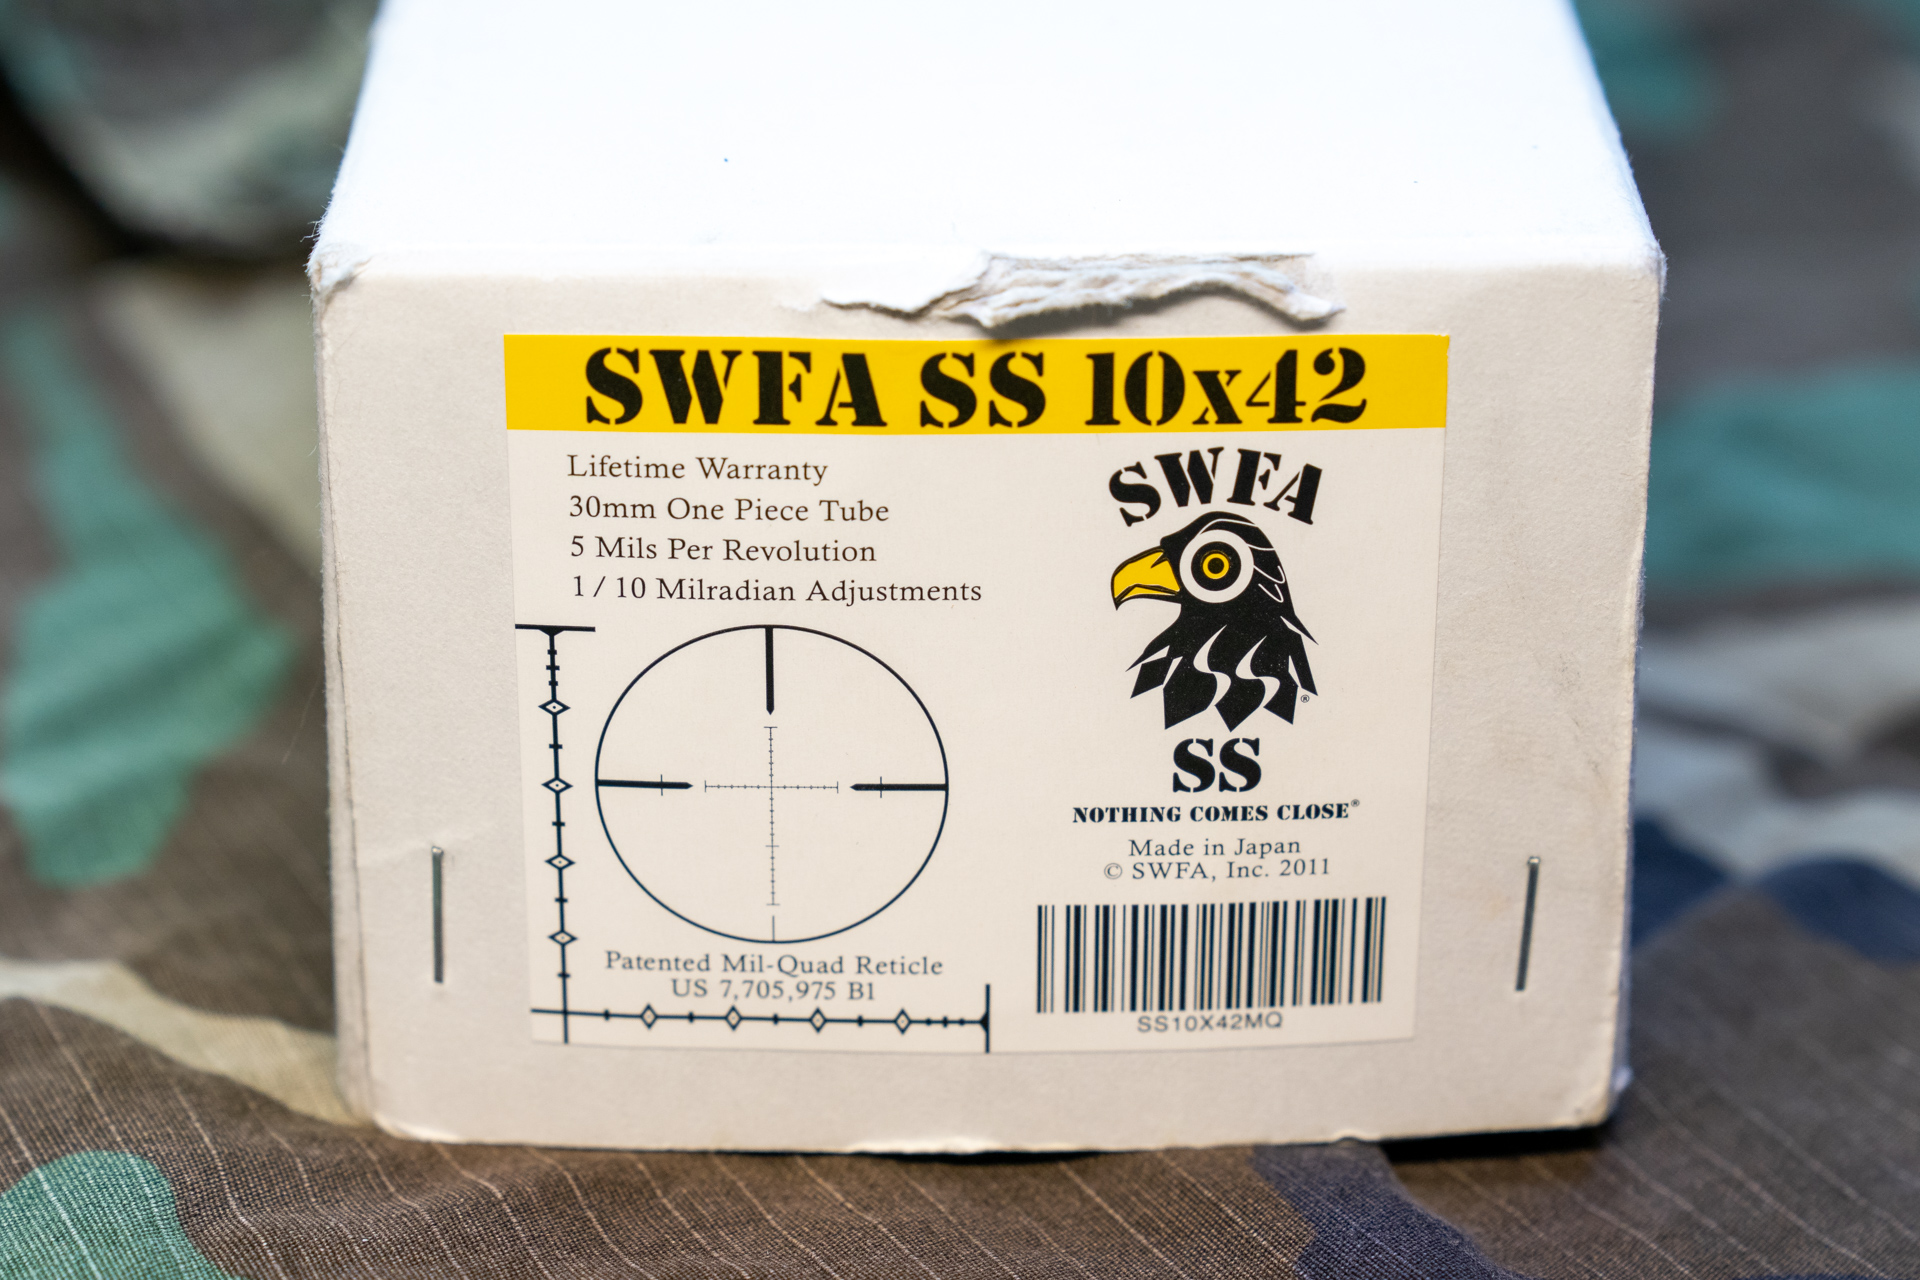 SWFA SS 10x42
Lifetime Warranty
30mm One Piece Tube
5 Mils Per Revolution
1/10 Milradian Adjustments
Patented Mil-Quad Reticle
US 7,705,975 B1
SWFA
SS
®
SS
NOTHING COMES CLOSE®
Made in Japan
© SWFA, Inc. 2011
SS10X42MQ